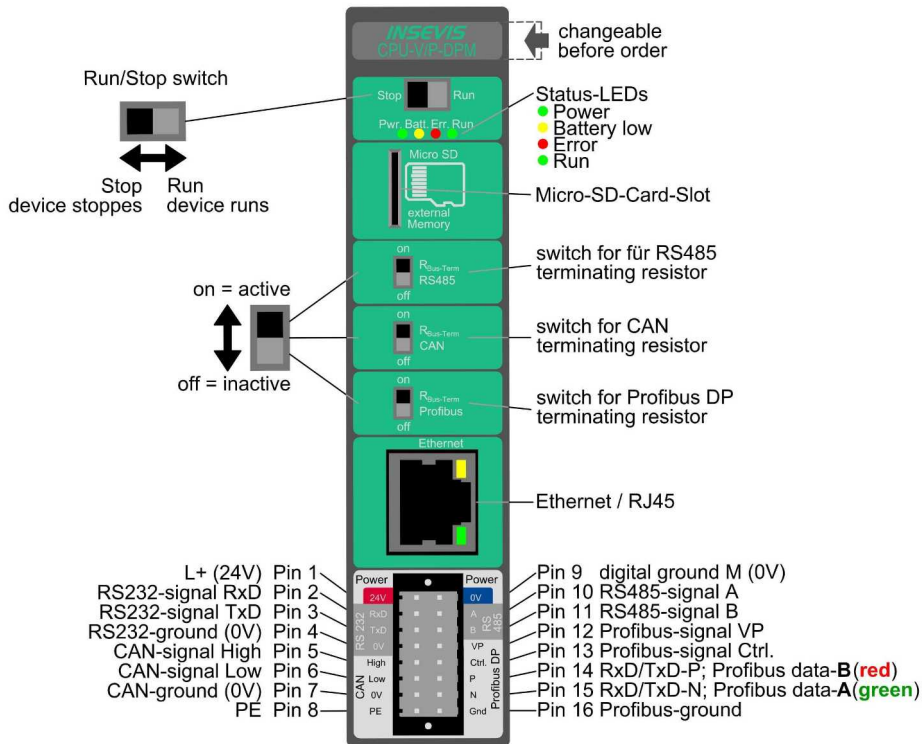 INSEVIS
CPU-V/P-DPM
changeable
before order
Run/Stop switch
Stop
Run
Pwr. Batt. Err. Run
Status-LEDs
Power
Battery low
Error
Run
Stop
device stoppes
Run
device runs
Micro SD
external
Memory
Micro-SD-Card-Slot
on
RBus-Term
RS485
off
switch for für RS485
terminating resistor
on = active
off = inactive
on
RBus-Term
CAN
off
switch for CAN
terminating resistor
on
RBus-Term
Profibus
off
switch for Profibus DP
terminating resistor
Ethernet
Ethernet / RJ45
L+ (24V) Pin 1
RS232-signal RxD Pin 2
RS232-signal TxD Pin 3
RS232-ground (0V) Pin 4
CAN-signal High Pin 5
CAN-signal Low Pin 6
CAN-ground (0V) Pin 7
PE Pin 8
Power
24V
RS 232
RxD
TxD
0V
CAN
High
Low
0V
PE
Power
0V
A
B
RS 485
VP
Ctrl.
P
N
Gnd
Profibus DP
Pin 9 digital ground M (0V)
Pin 10 RS485-signal A
Pin 11 RS485-signal B
Pin 12 Profibus-signal VP
Pin 13 Profibus-signal Ctrl.
Pin 14 RxD/TxD-P; Profibus data-B(red)
Pin 15 RxD/TxD-N; Profibus data-A(green)
Pin 16 Profibus-ground